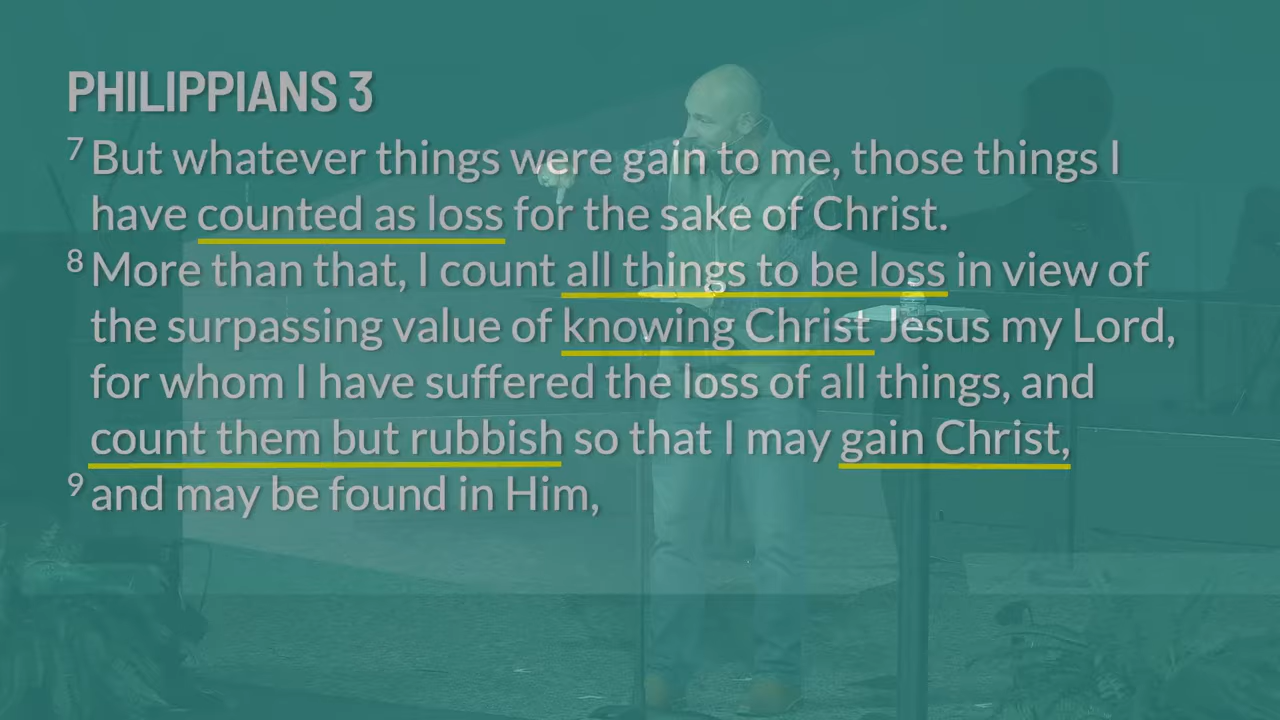 PHILIPPIANS 3
7 But whatever things were gain to me, those things I
have counted as loss for the sake of Christ.
8 More than that, I count all things to be loss in view of
the surpassing value of knowing Christ Jesus my Lord,
for whom I have suffered the loss of all things, and
count them but rubbish so that I may gain Christ,
9 and may be found in Him,